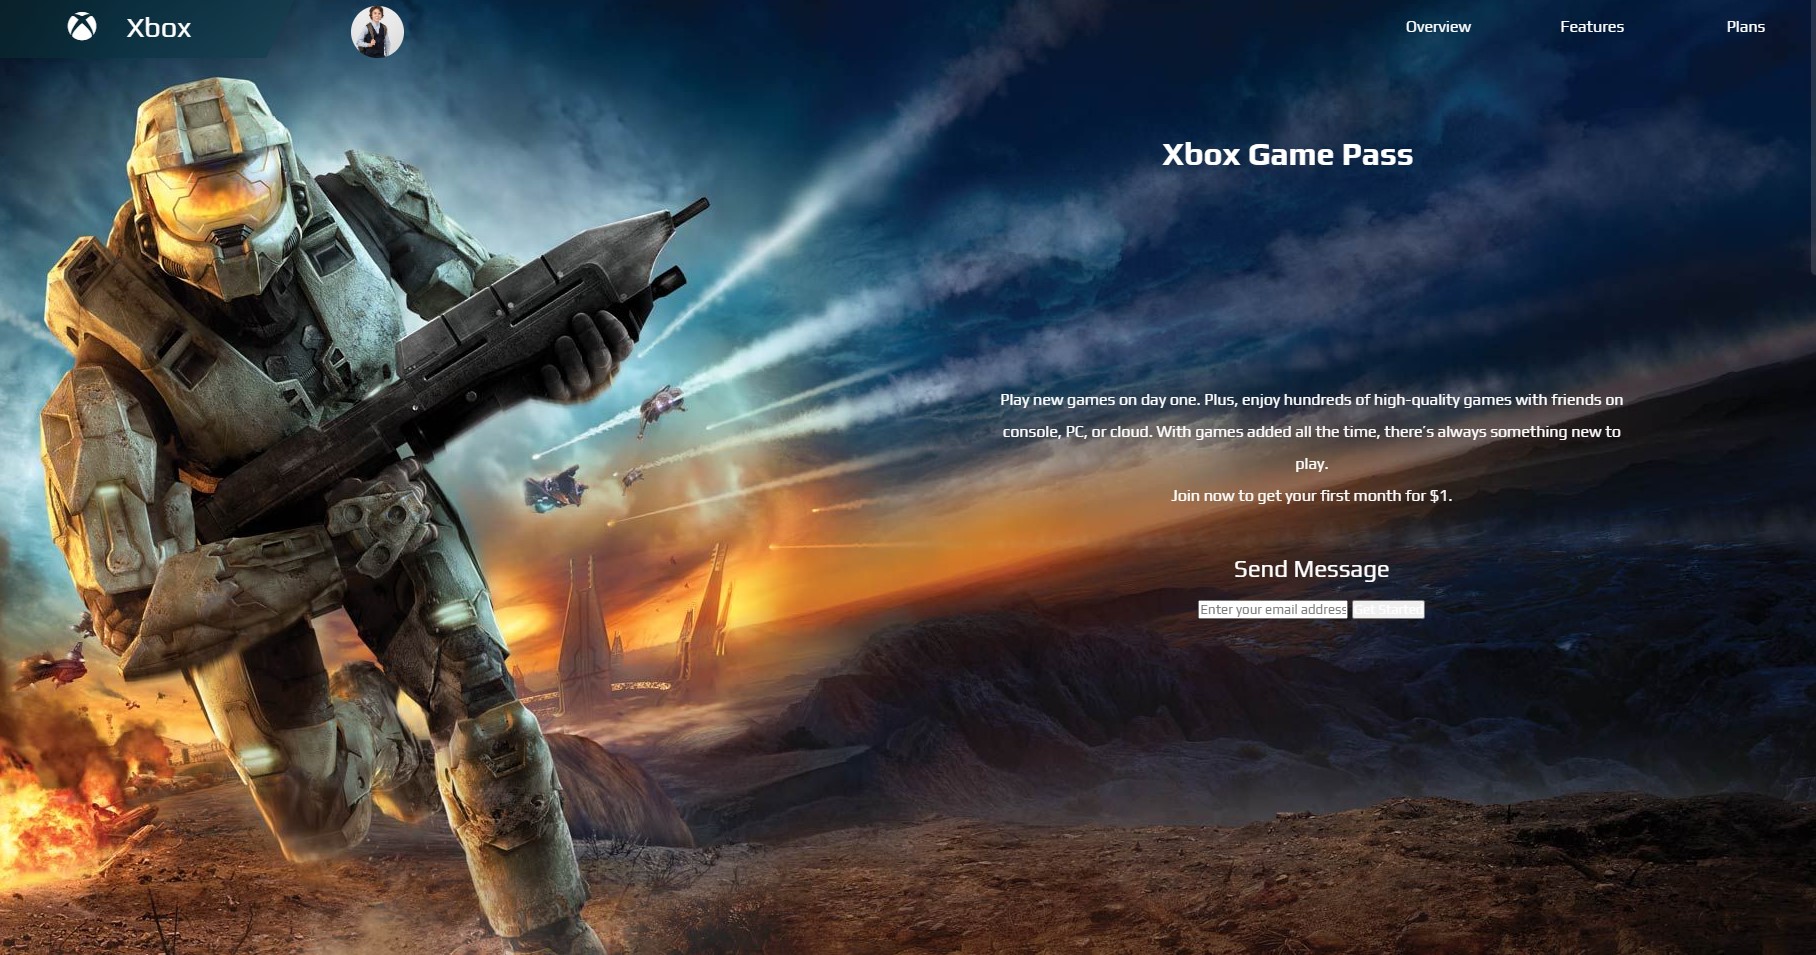 Xbox
Overview
Features
Plans
Xbox Game Pass
Play new games on day one. Plus, enjoy hundreds of high-quality games with friends on
console, PC, or cloud. With games added all the time, there’s always something new to
play.
Join now to get your first month for $1.
Send Message
Enter your email address
Get Started